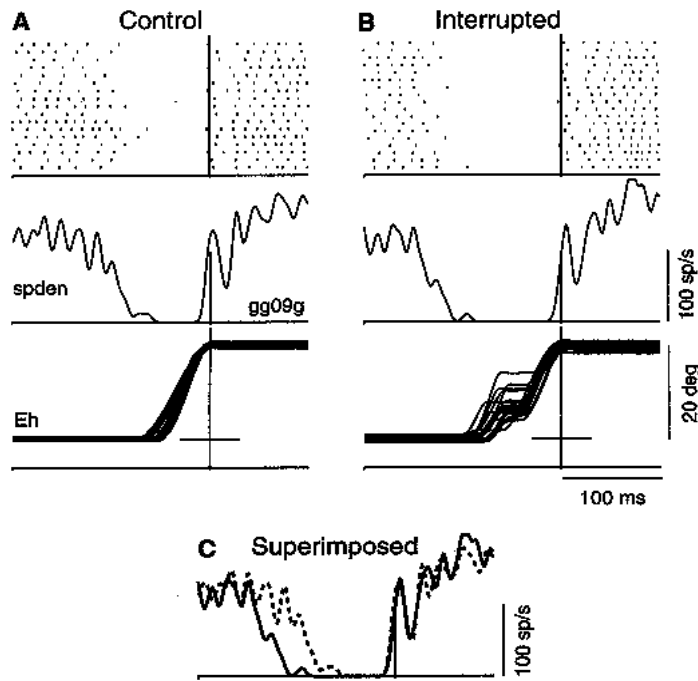 A Control
B Interrupted
spden
gg09g
100 sp/s
Eh
20 deg
100 ms
C Superimposed
100 sp/s